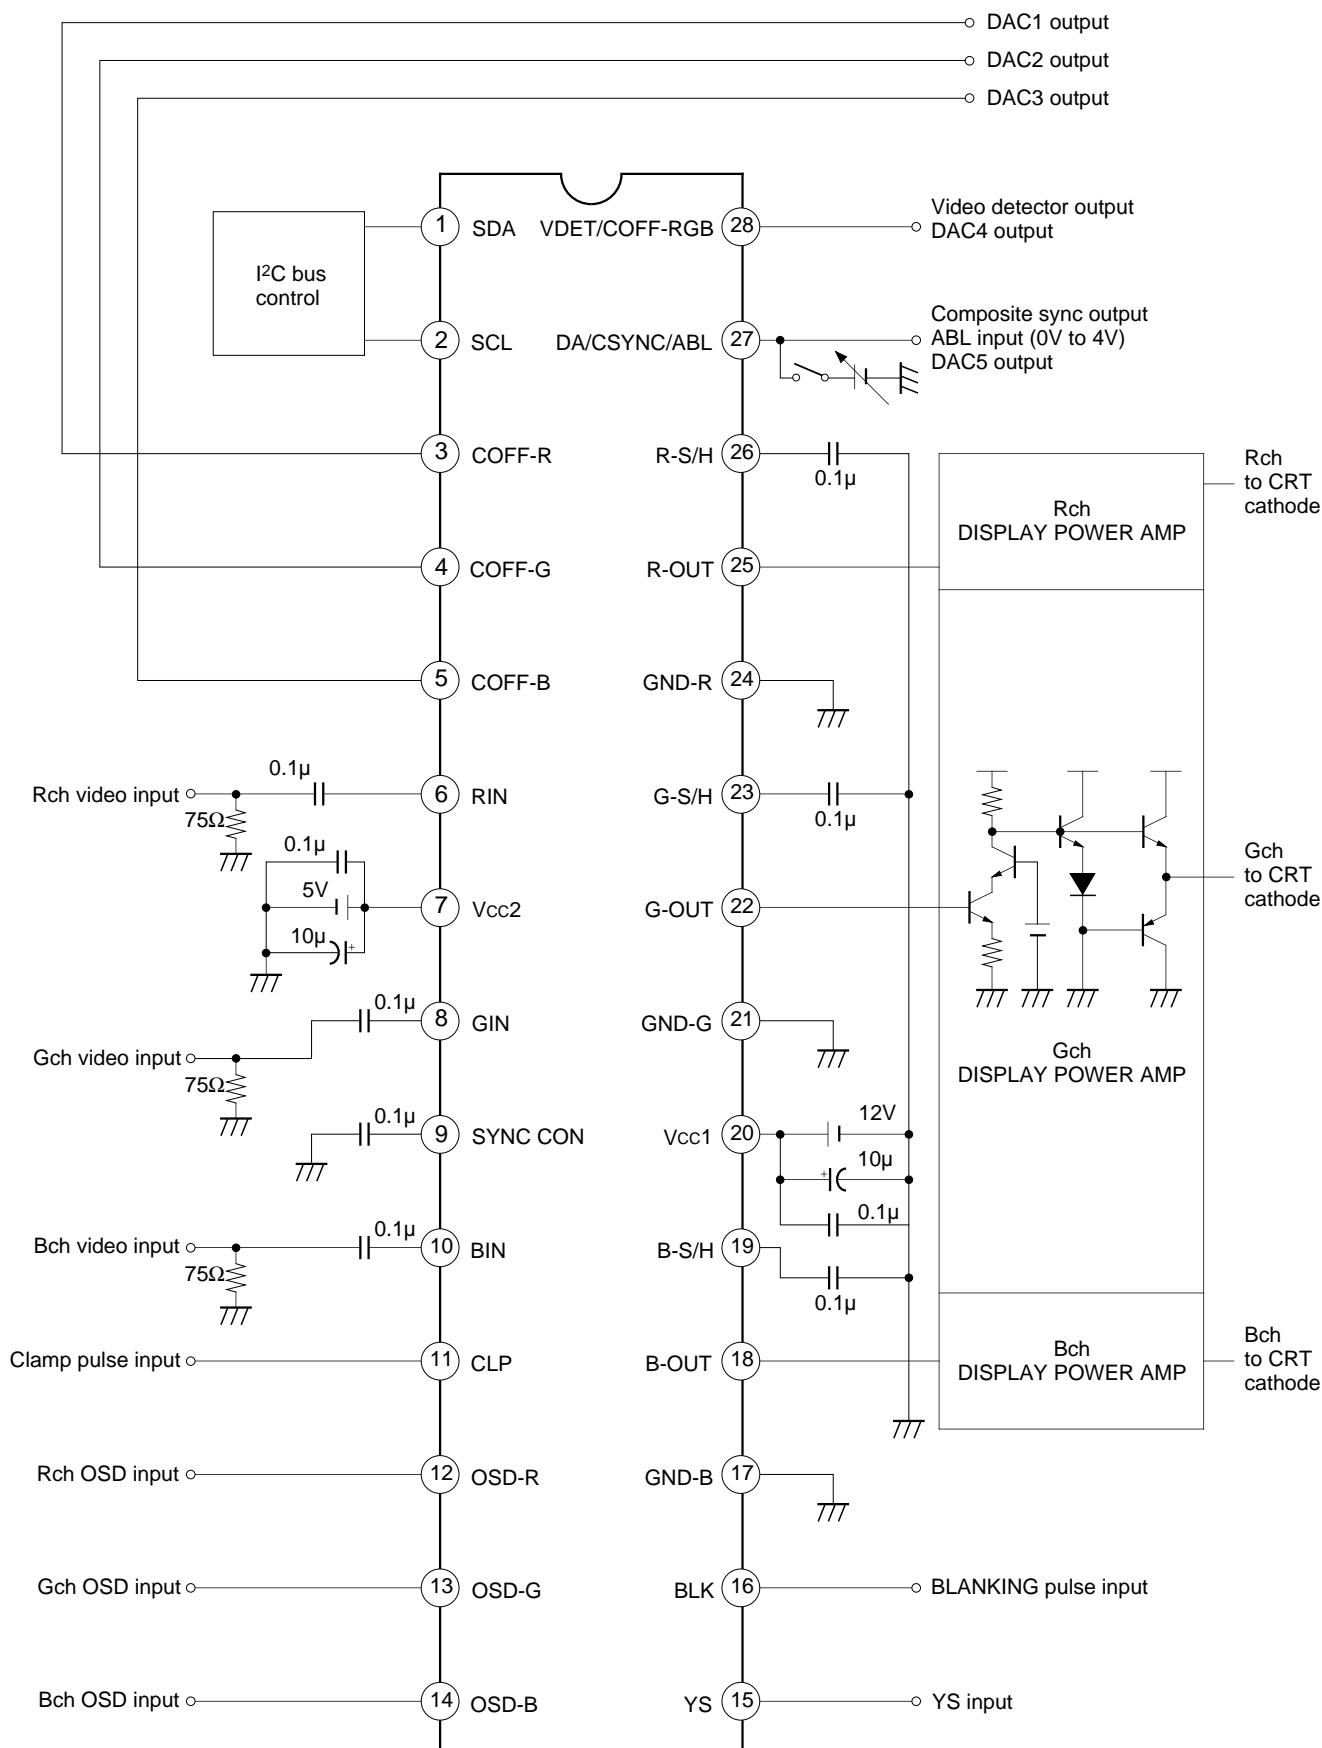 DAC1 output
DAC2 output
DAC3 output
I²C bus
control
1 SDA
VDET/COFF-RGB 28
Video detector output
DAC4 output
2 SCL
DA/CSYNC/ABL 27
Composite sync output
ABL input (0V to 4V)
DAC5 output
3 COFF-R
R-S/H 26
0.1µ
Rch
DISPLAY POWER AMP
Rch
to CRT
cathode
4 COFF-G
R-OUT 25
5 COFF-B
GND-R 24
Rch video input
75Ω
0.1µ
6 RIN
G-S/H 23
0.1µ
0.1µ
5V
10µ
+
7 VCC2
G-OUT 22
Gch
to CRT
cathode
Gch video input
75Ω
0.1µ
8 GIN
GND-G 21
Gch
DISPLAY POWER AMP
0.1µ
9 SYNC CON
VCC1 20
12V
+
10µ
0.1µ
Bch video input
75Ω
0.1µ
10 BIN
B-S/H 19
0.1µ
Clamp pulse input
11 CLP
B-OUT 18
Bch
DISPLAY POWER AMP
Bch
to CRT
cathode
Rch OSD input
12 OSD-R
GND-B 17
Gch OSD input
13 OSD-G
BLK 16
BLANKING pulse input
Bch OSD input
14 OSD-B
YS 15
YS input